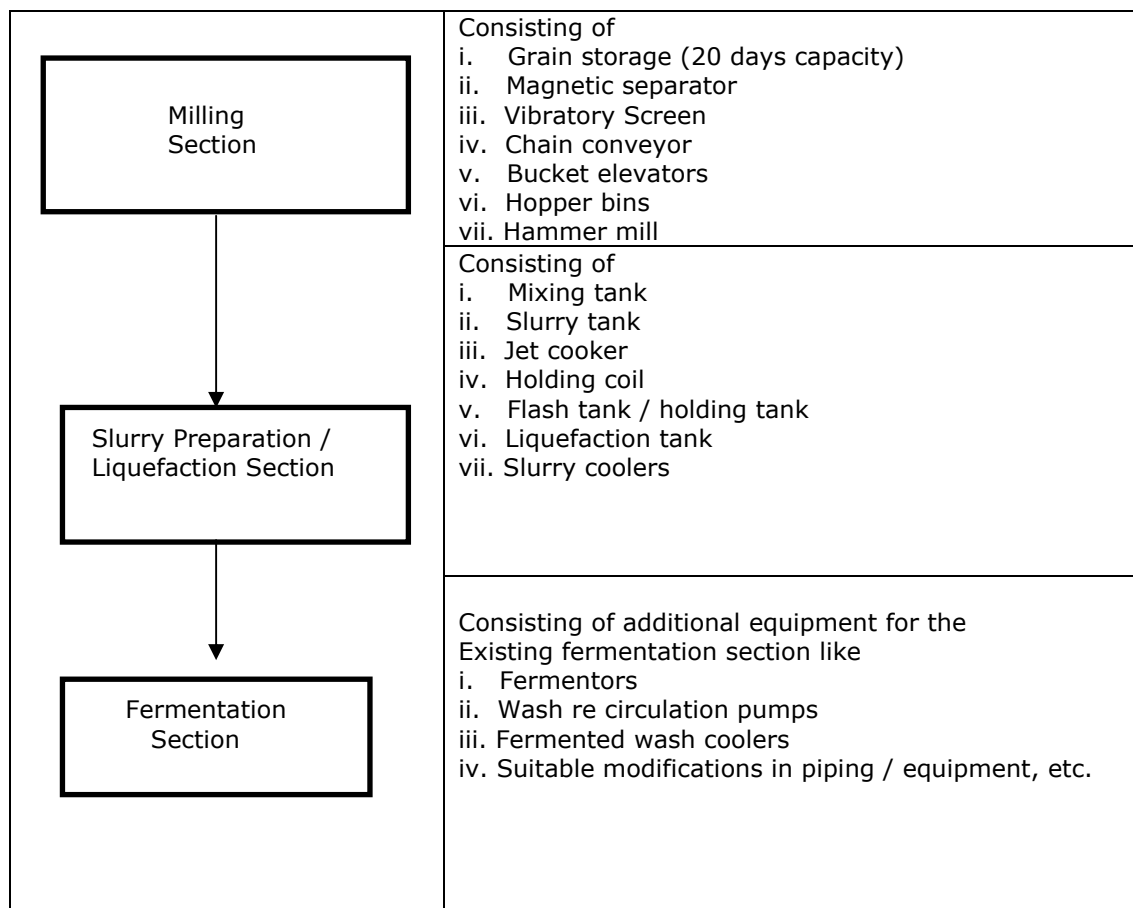 Milling
Section
Consisting of
i. Grain storage (20 days capacity)
ii. Magnetic separator
iii. Vibratory Screen
iv. Chain conveyor
v. Bucket elevators
vi. Hopper bins
vii. Hammer mill
Slurry Preparation /
Liquefaction Section
Consisting of
i. Mixing tank
ii. Slurry tank
iii. Jet cooker
iv. Holding coil
v. Flash tank / holding tank
vi. Liquefaction tank
vii. Slurry coolers
Fermentation
Section
Consisting of additional equipment for the
Existing fermentation section like
i. Fermentors
ii. Wash re circulation pumps
iii. Fermented wash coolers
iv. Suitable modifications in piping / equipment, etc.